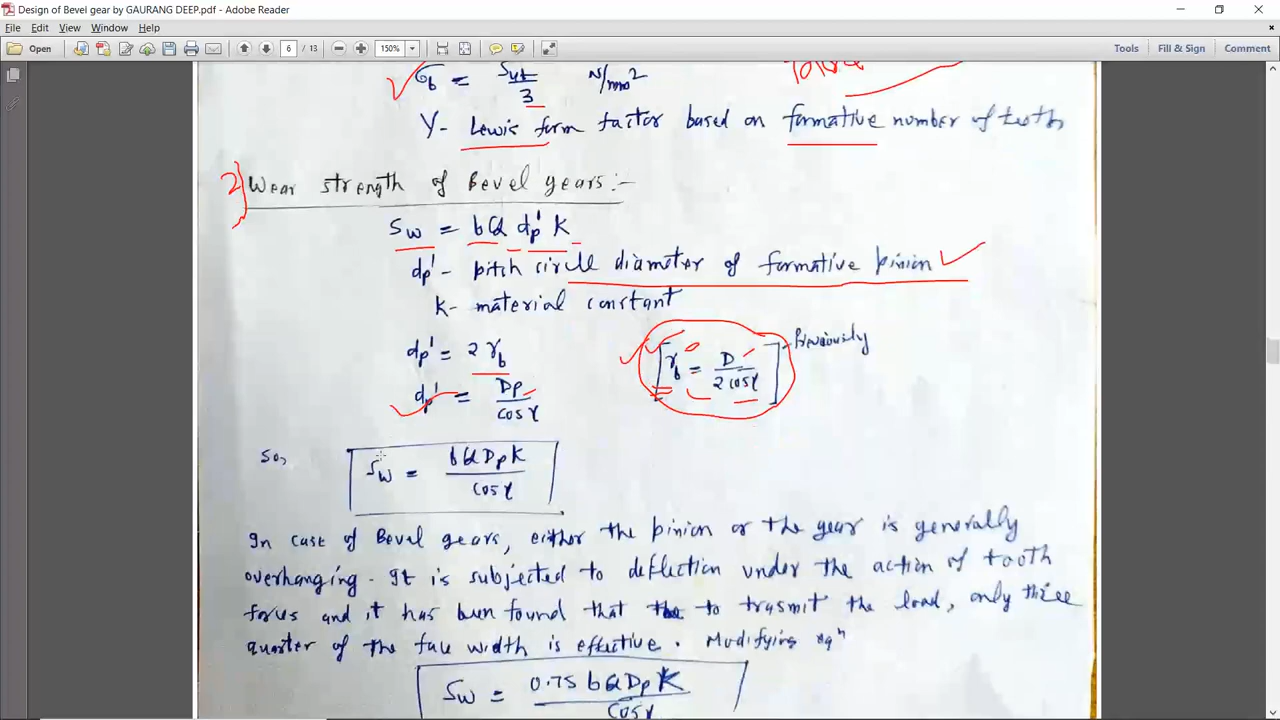 Design of Bevel gear by GAURANG DEEP.pdf - Adobe Reader
File Edit View Window Help
Open 6 / 13 150% Tools Fill & Sign Comment
σb = Sut/3 N/mm2
Y- Lewis form factor based on formative number of teeth
2) Wear strength of Bevel gears:-
Sw = bQ dp' K
dp' - pitch circle diameter of formative pinion
K- material constant
dp' = 2 rb [rb = D/2cosγ] - Previously
dp' = Dp/cosγ
So, Sw = bQDpK/cosγ
In case of Bevel gears, either the pinion or the gear is generally
overhanging. It is subjected to deflection under the action of tooth
forces and it has been found that to trasmit the load, only three
quarter of the face width is effective. Modifying eqn
Sw = 0.75 bQDpK/cosγ